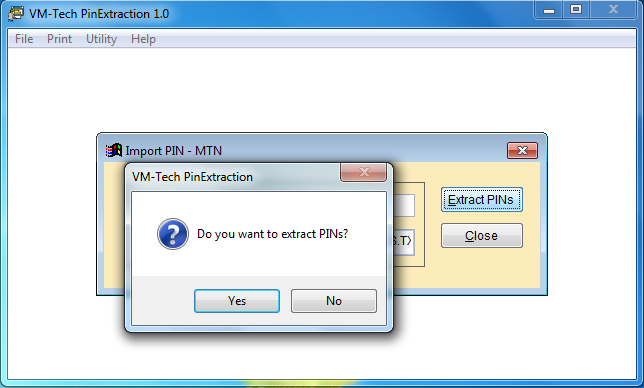 VM-Tech PinExtraction 1.0
File Print Utility Help
Import PIN - MTN
VM-Tech PinExtraction
Extract PINs
Do you want to extract PINs?
Close
Yes No